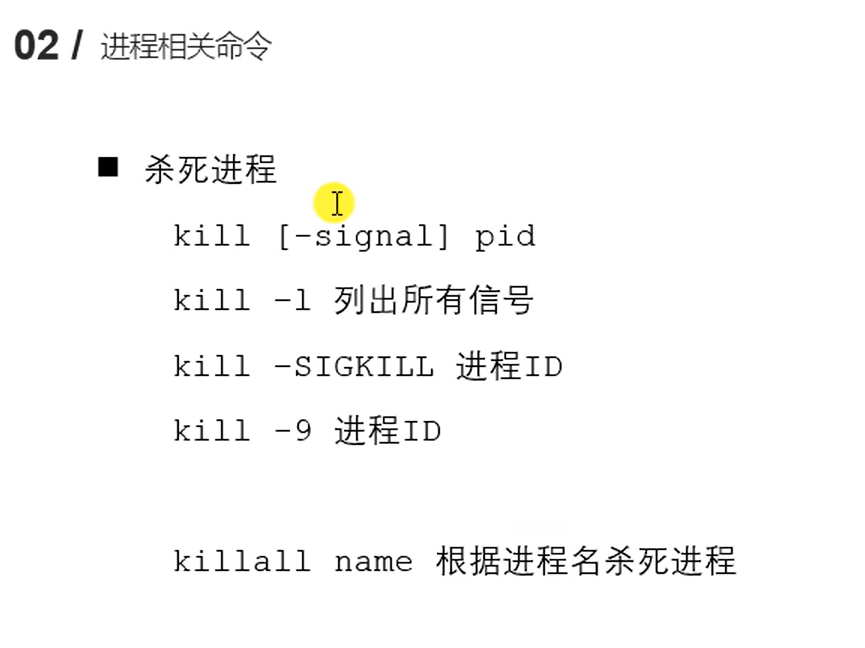 02 / 进程相关命令
■ 杀死进程
kill [-signal] pid
kill -l 列出所有信号
kill -SIGKILL 进程ID
kill -9 进程ID
killall name 根据进程名杀死进程